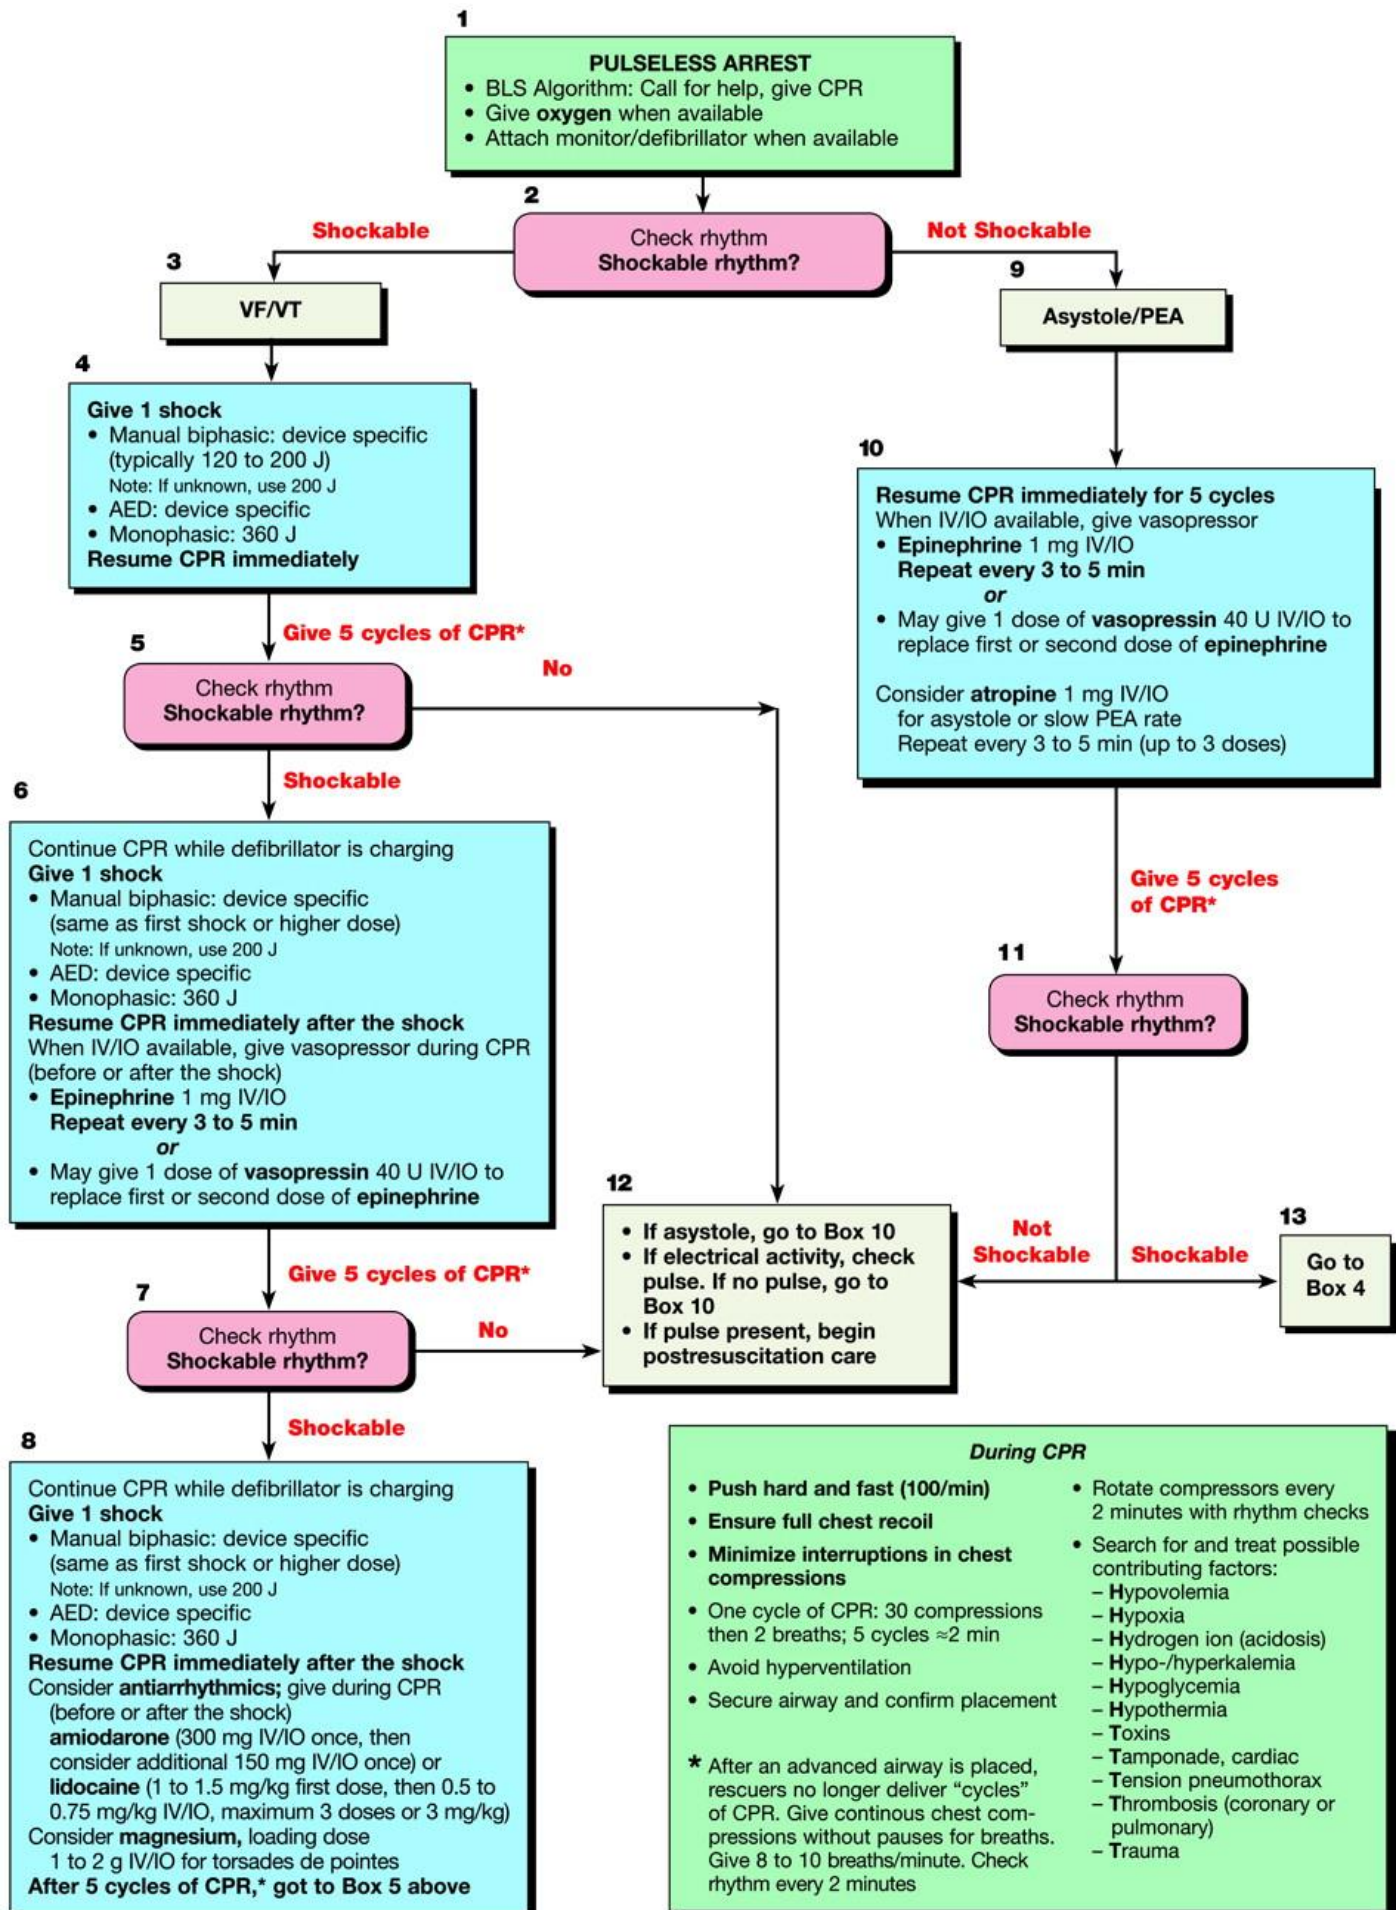 1
PULSELESS ARREST
• BLS Algorithm: Call for help, give CPR
• Give oxygen when available
• Attach monitor/defibrillator when available
2
Check rhythm
Shockable rhythm?
Shockable
Not Shockable
3
VF/VT
4
Give 1 shock
• Manual biphasic: device specific
(typically 120 to 200 J)
Note: If unknown, use 200 J
• AED: device specific
• Monophasic: 360 J
Resume CPR immediately
Give 5 cycles of CPR*
5
Check rhythm
Shockable rhythm?
No
Shockable
6
Continue CPR while defibrillator is charging
Give 1 shock
• Manual biphasic: device specific
(same as first shock or higher dose)
Note: If unknown, use 200 J
• AED: device specific
• Monophasic: 360 J
Resume CPR immediately after the shock
When IV/IO available, give vasopressor during CPR
(before or after the shock)
• Epinephrine 1 mg IV/IO
Repeat every 3 to 5 min
or
• May give 1 dose of vasopressin 40 U IV/IO to
replace first or second dose of epinephrine
Give 5 cycles of CPR*
7
Check rhythm
Shockable rhythm?
No
Shockable
8
Continue CPR while defibrillator is charging
Give 1 shock
• Manual biphasic: device specific
(same as first shock or higher dose)
Note: If unknown, use 200 J
• AED: device specific
• Monophasic: 360 J
Resume CPR immediately after the shock
Consider antiarrhythmics; give during CPR
(before or after the shock)
amiodarone (300 mg IV/IO once, then
consider additional 150 mg IV/IO once) or
lidocaine (1 to 1.5 mg/kg first dose, then 0.5 to
0.75 mg/kg IV/IO, maximum 3 doses or 3 mg/kg)
Consider magnesium, loading dose
1 to 2 g IV/IO for torsades de pointes
After 5 cycles of CPR,* got to Box 5 above
9
Asystole/PEA
10
Resume CPR immediately for 5 cycles
When IV/IO available, give vasopressor
• Epinephrine 1 mg IV/IO
Repeat every 3 to 5 min
or
• May give 1 dose of vasopressin 40 U IV/IO to
replace first or second dose of epinephrine
Consider atropine 1 mg IV/IO
for asystole or slow PEA rate
Repeat every 3 to 5 min (up to 3 doses)
Give 5 cycles
of CPR*
11
Check rhythm
Shockable rhythm?
Not
Shockable
Shockable
12
• If asystole, go to Box 10
• If electrical activity, check
pulse. If no pulse, go to
Box 10
• If pulse present, begin
postresuscitation care
13
Go to
Box 4
During CPR
• Push hard and fast (100/min)
• Ensure full chest recoil
• Minimize interruptions in chest
compressions
• One cycle of CPR: 30 compressions
then 2 breaths; 5 cycles ≈2 min
• Avoid hyperventilation
• Secure airway and confirm placement
* After an advanced airway is placed,
rescuers no longer deliver “cycles”
of CPR. Give continous chest com-
pressions without pauses for breaths.
Give 8 to 10 breaths/minute. Check
rhythm every 2 minutes
• Rotate compressors every
2 minutes with rhythm checks
• Search for and treat possible
contributing factors:
– Hypovolemia
– Hypoxia
– Hydrogen ion (acidosis)
– Hypo-/hyperkalemia
– Hypoglycemia
– Hypothermia
– Toxins
– Tamponade, cardiac
– Tension pneumothorax
– Thrombosis (coronary or
pulmonary)
– Trauma